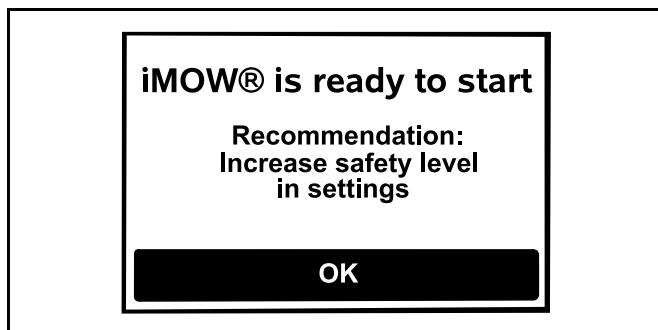 iMOW® is ready to start
Recommendation:
Increase safety level
in settings
OK